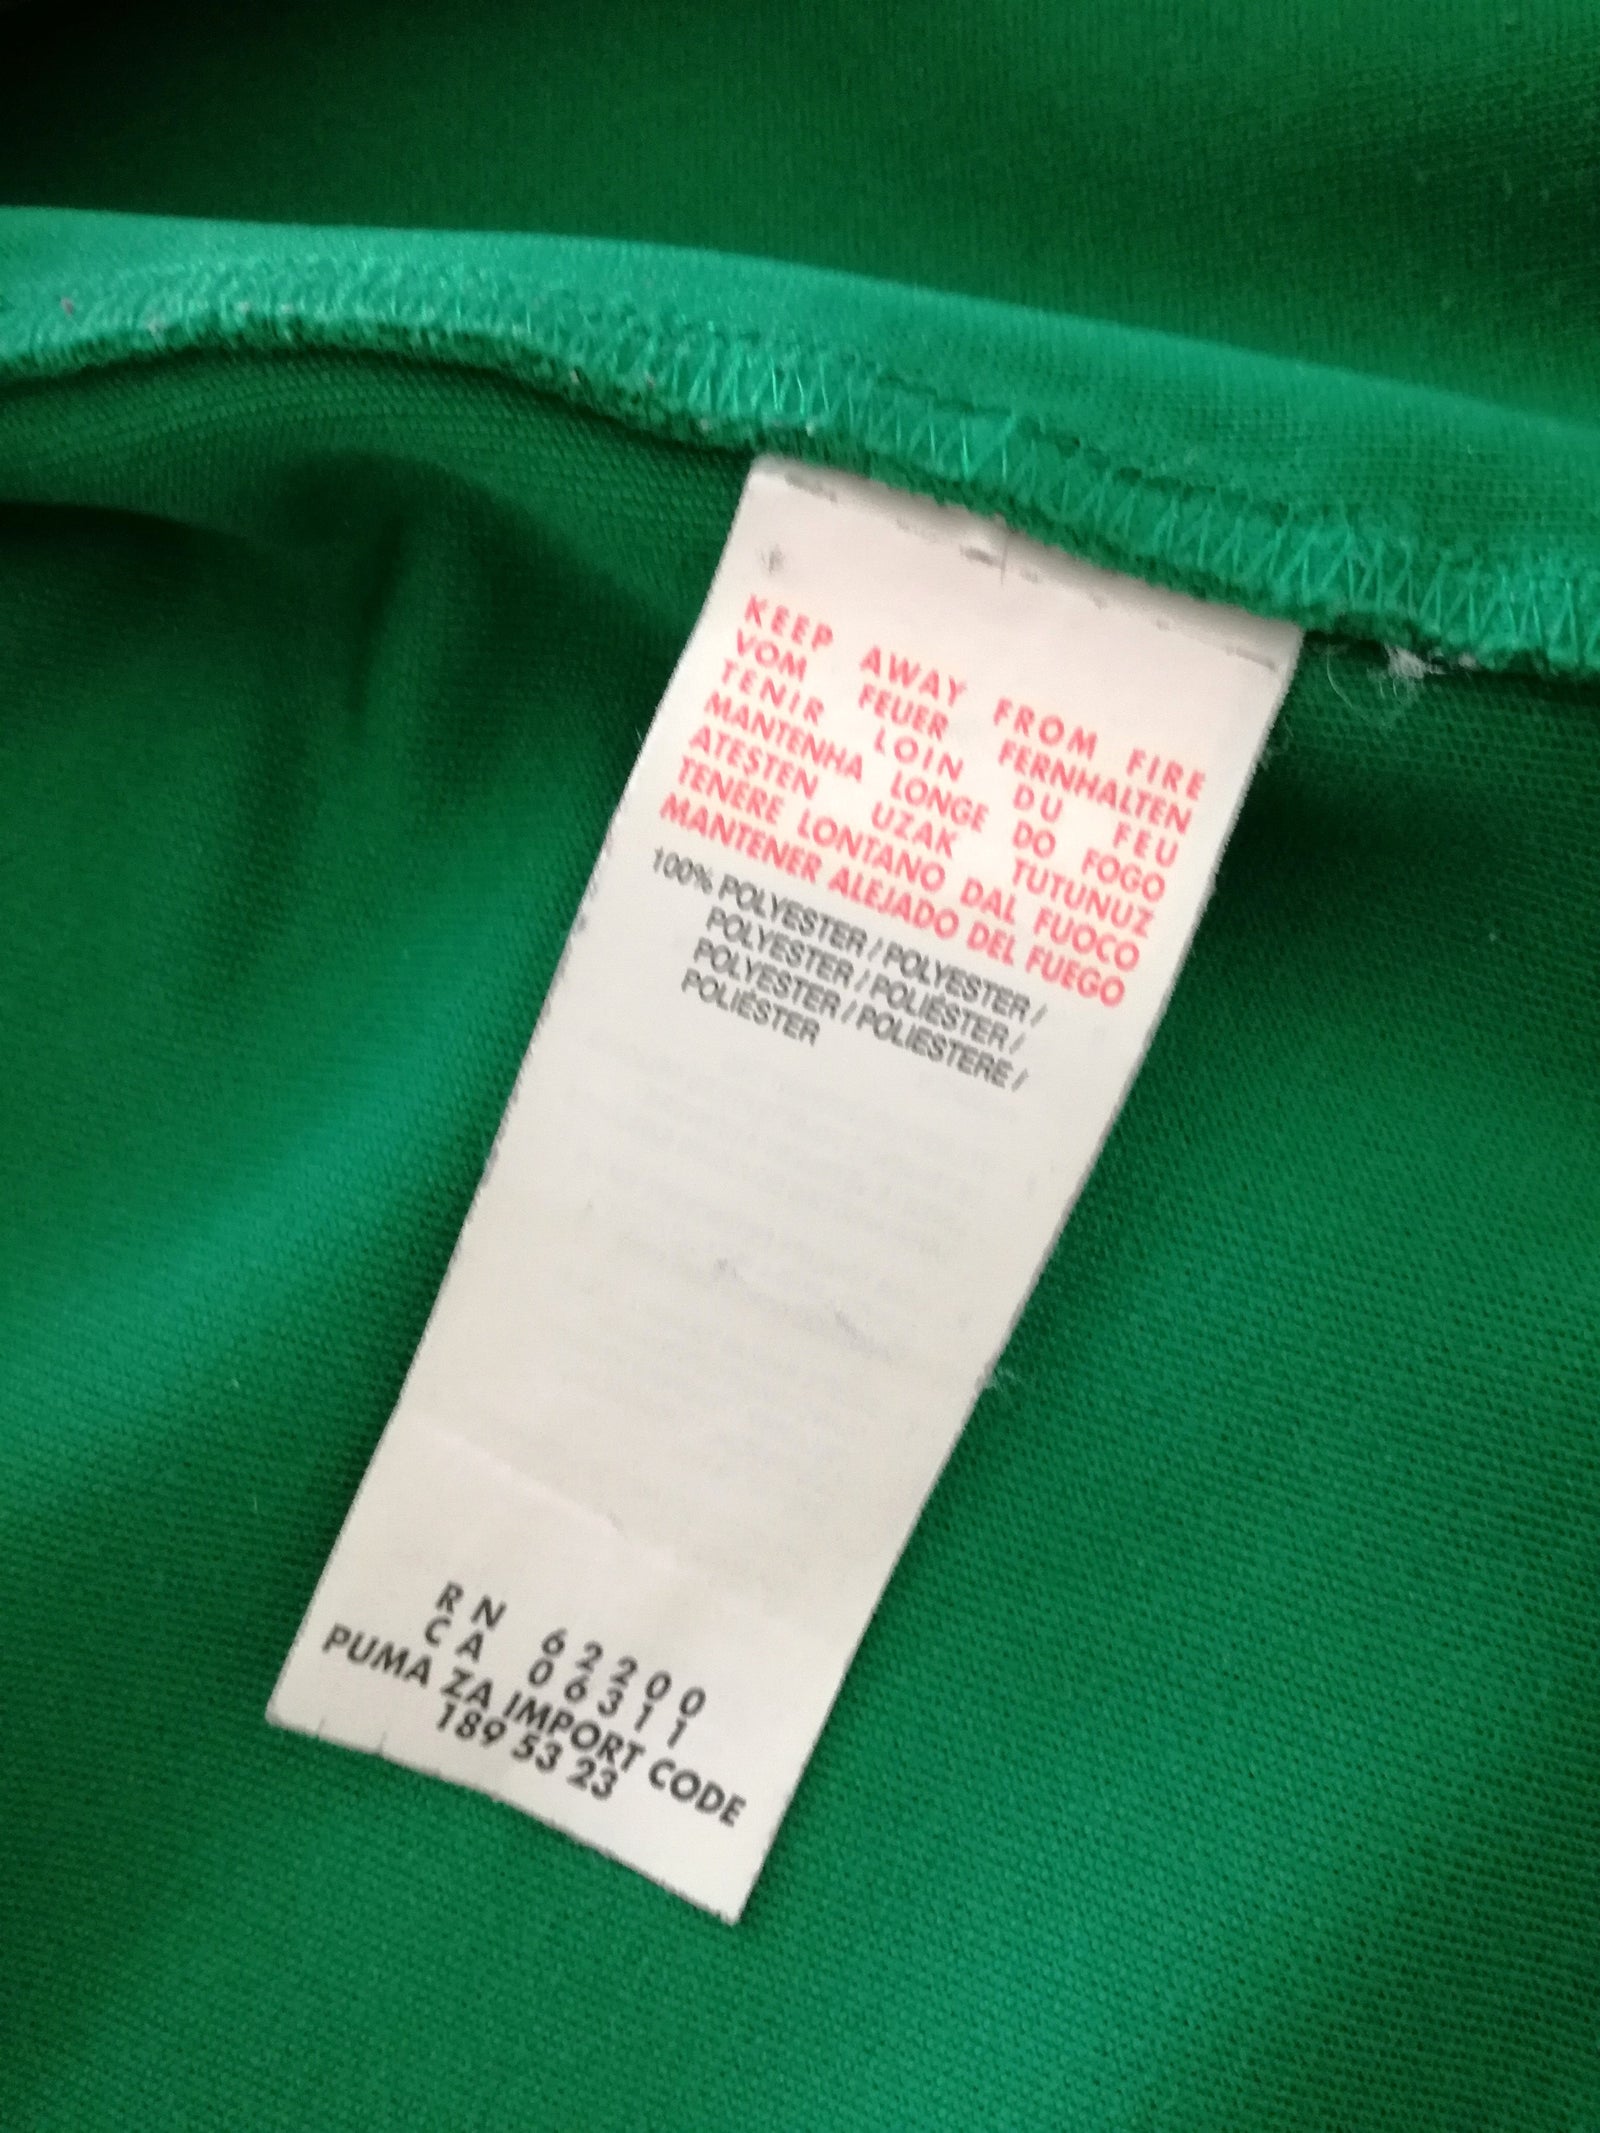 KEEP AWAY FROM FIRE
VOM FEUER FERNHALTEN
TENIR LOIN DU FEU
MANTENHA LONGE DO FOGO
ATEŞTEN UZAK TUTUNUZ
TENERE LONTANO DAL FUOCO
MANTENER ALEJADO DEL FUEGO
100% POLYESTER / POLYESTER /
POLYESTER / POLIÉSTER /
POLYESTER / POLIESTERE /
POLIÉSTER
RN 62200
CA 06311
PUMA ZA IMPORT CODE
189 53 23